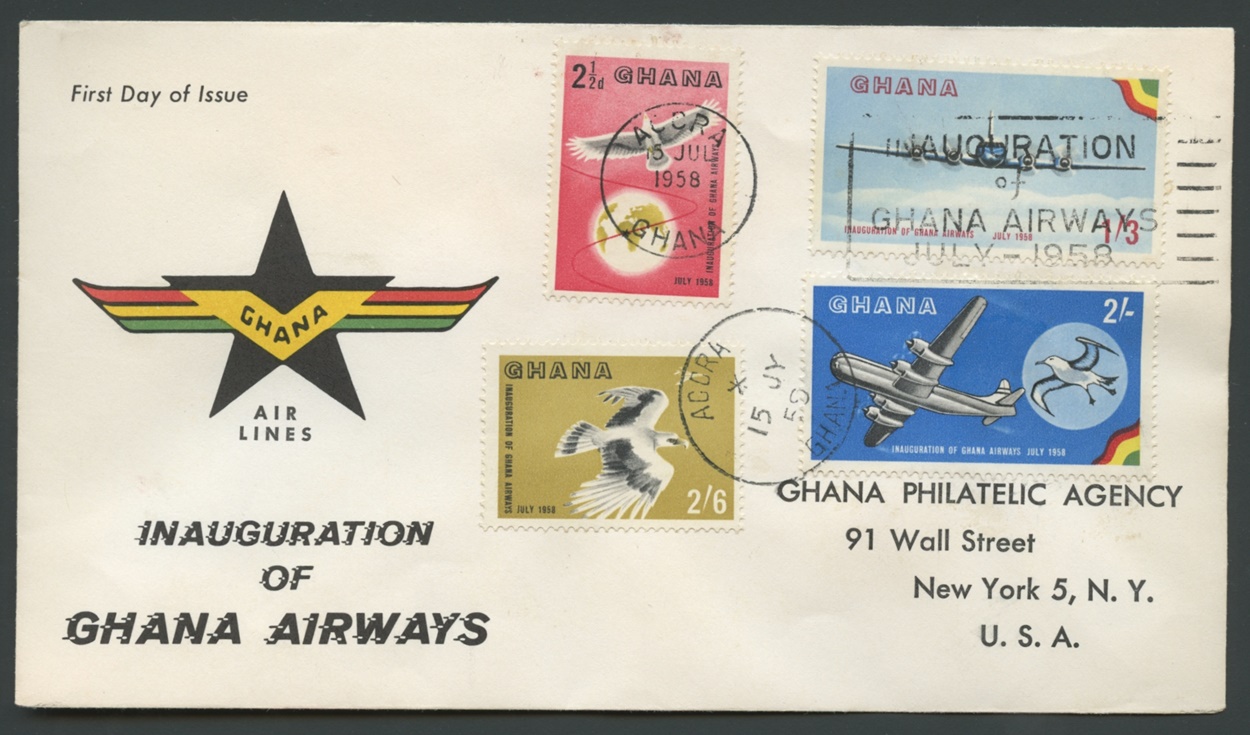 First Day of Issue
GHANA
AIR
LINES
INAUGURATION
OF
GHANA AIRWAYS
2½d GHANA
INAUGURATION OF GHANA AIRWAYS
JULY 1958
ACCRA
15 JUL
1958
GHANA
GHANA
INAUGURATION OF GHANA AIRWAYS JULY 1958
1/3
INAUGURATION
of
GHANA AIRWAYS
JULY 1958
GHANA
INAUGURATION OF GHANA AIRWAYS
JULY 1958
2/6
ACCRA
15 JY
58
GHANA
GHANA 2/-
INAUGURATION OF GHANA AIRWAYS JULY 1958
GHANA PHILATELIC AGENCY
91 Wall Street
New York 5, N. Y.
U. S. A.